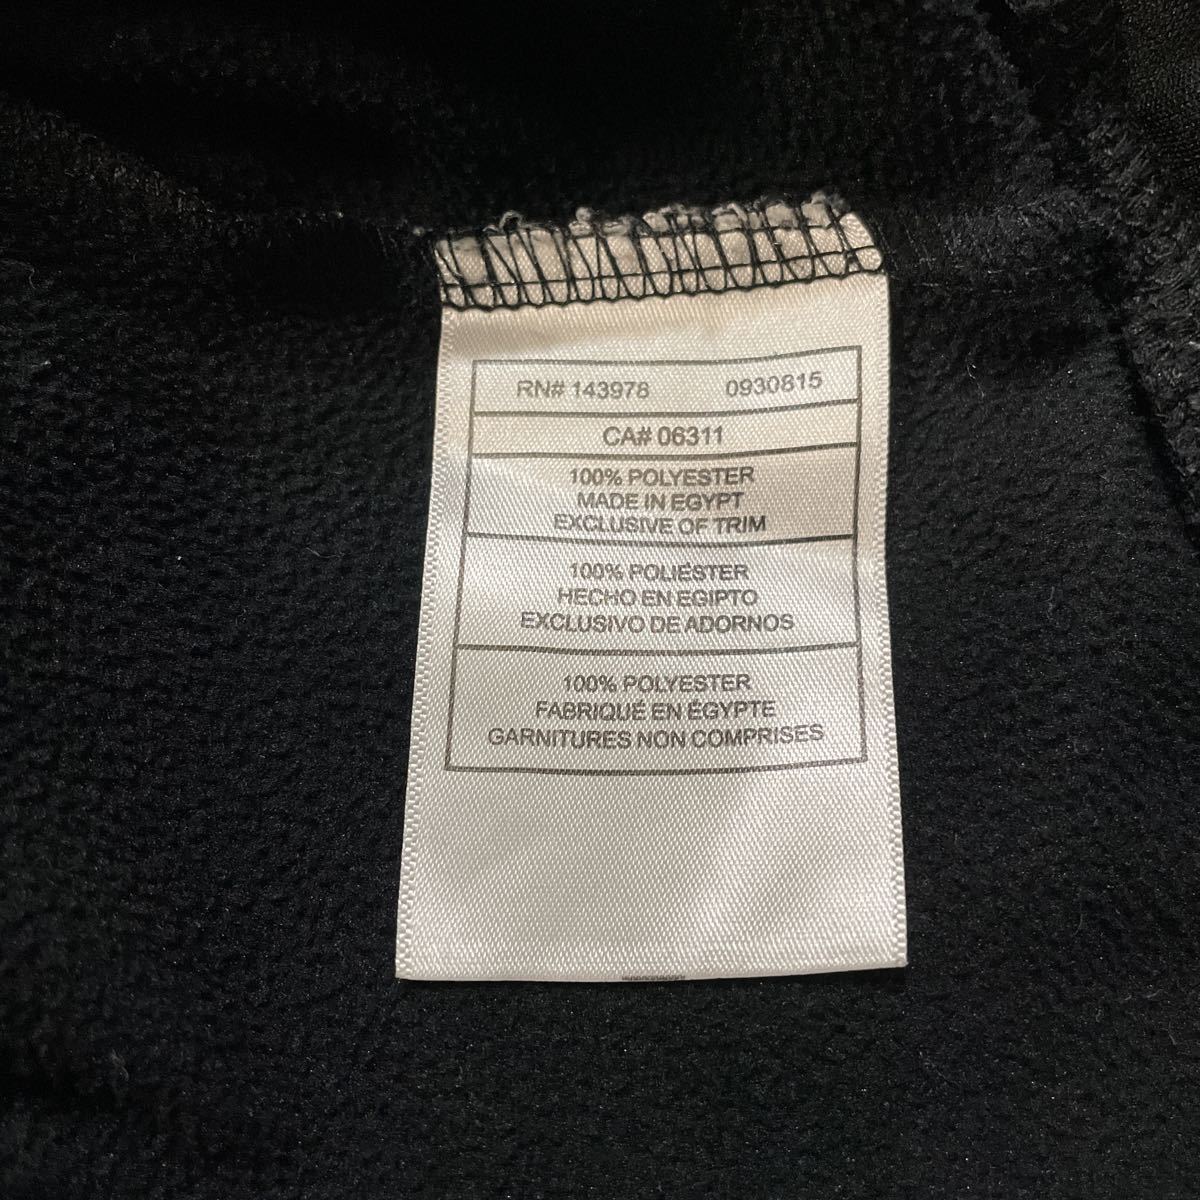 RN# 143978 0930815
CA# 06311
100% POLYESTER
MADE IN EGYPT
EXCLUSIVE OF TRIM
100% POLIÉSTER
HECHO EN EGIPTO
EXCLUSIVO DE ADORNOS
100% POLYESTER
FABRIQUÉ EN ÉGYPTE
GARNITURES NON COMPRISES